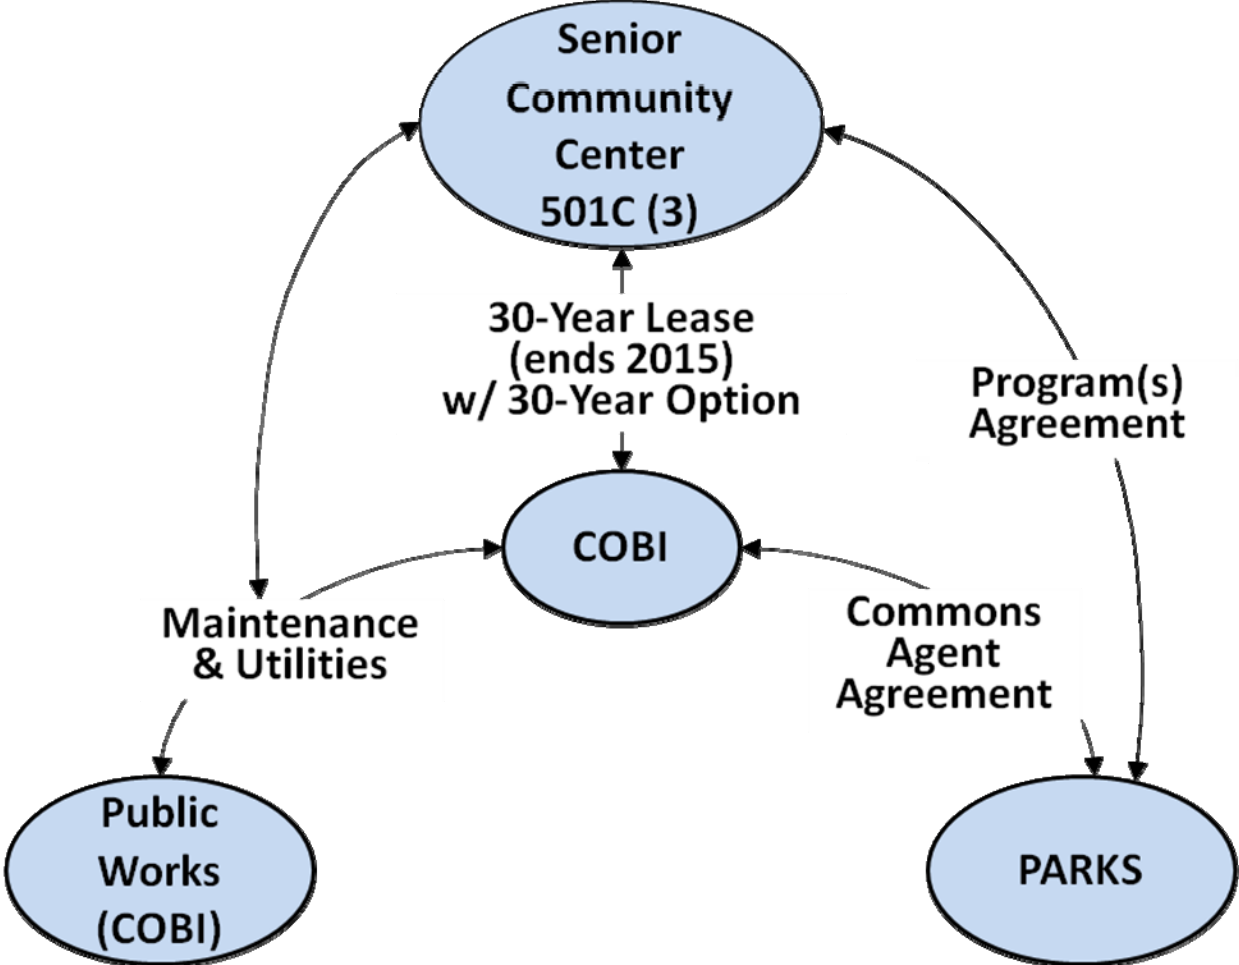 Senior
Community
Center
501C (3)
30-Year Lease
(ends 2015)
w/ 30-Year Option
Program(s)
Agreement
COBI
Maintenance
& Utilities
Commons
Agent
Agreement
Public
Works
(COBI)
PARKS